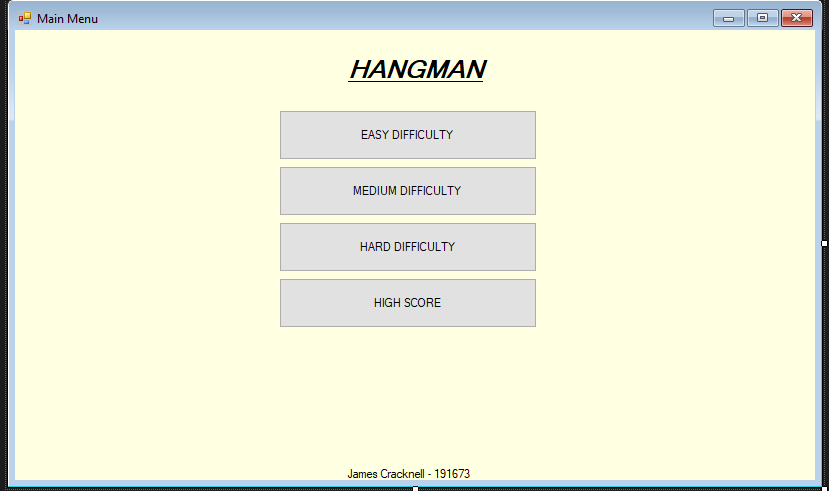 Main Menu
HANGMAN
EASY DIFFICULTY
MEDIUM DIFFICULTY
HARD DIFFICULTY
HIGH SCORE
James Cracknell - 191673